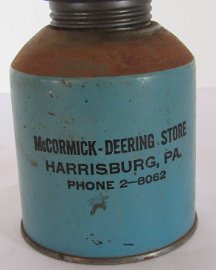 McCORMICK-DEERING STORE
HARRISBURG, PA.
PHONE 2-8062